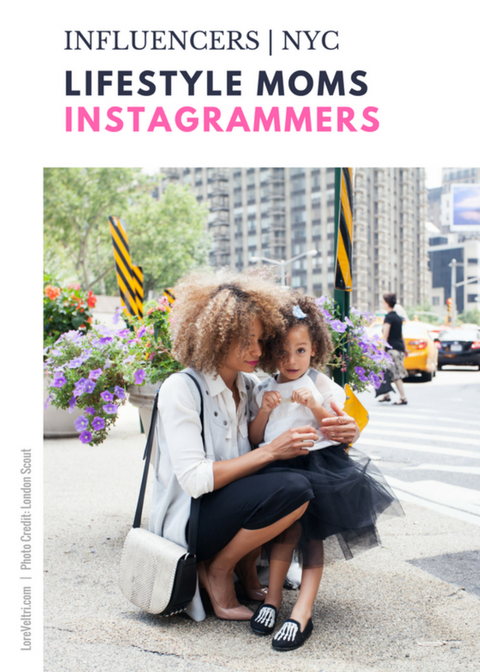 INFLUENCERS | NYC
LIFESTYLE MOMS
INSTAGRAMMERS
LoreVeltri.com | Photo Credit: London Scout